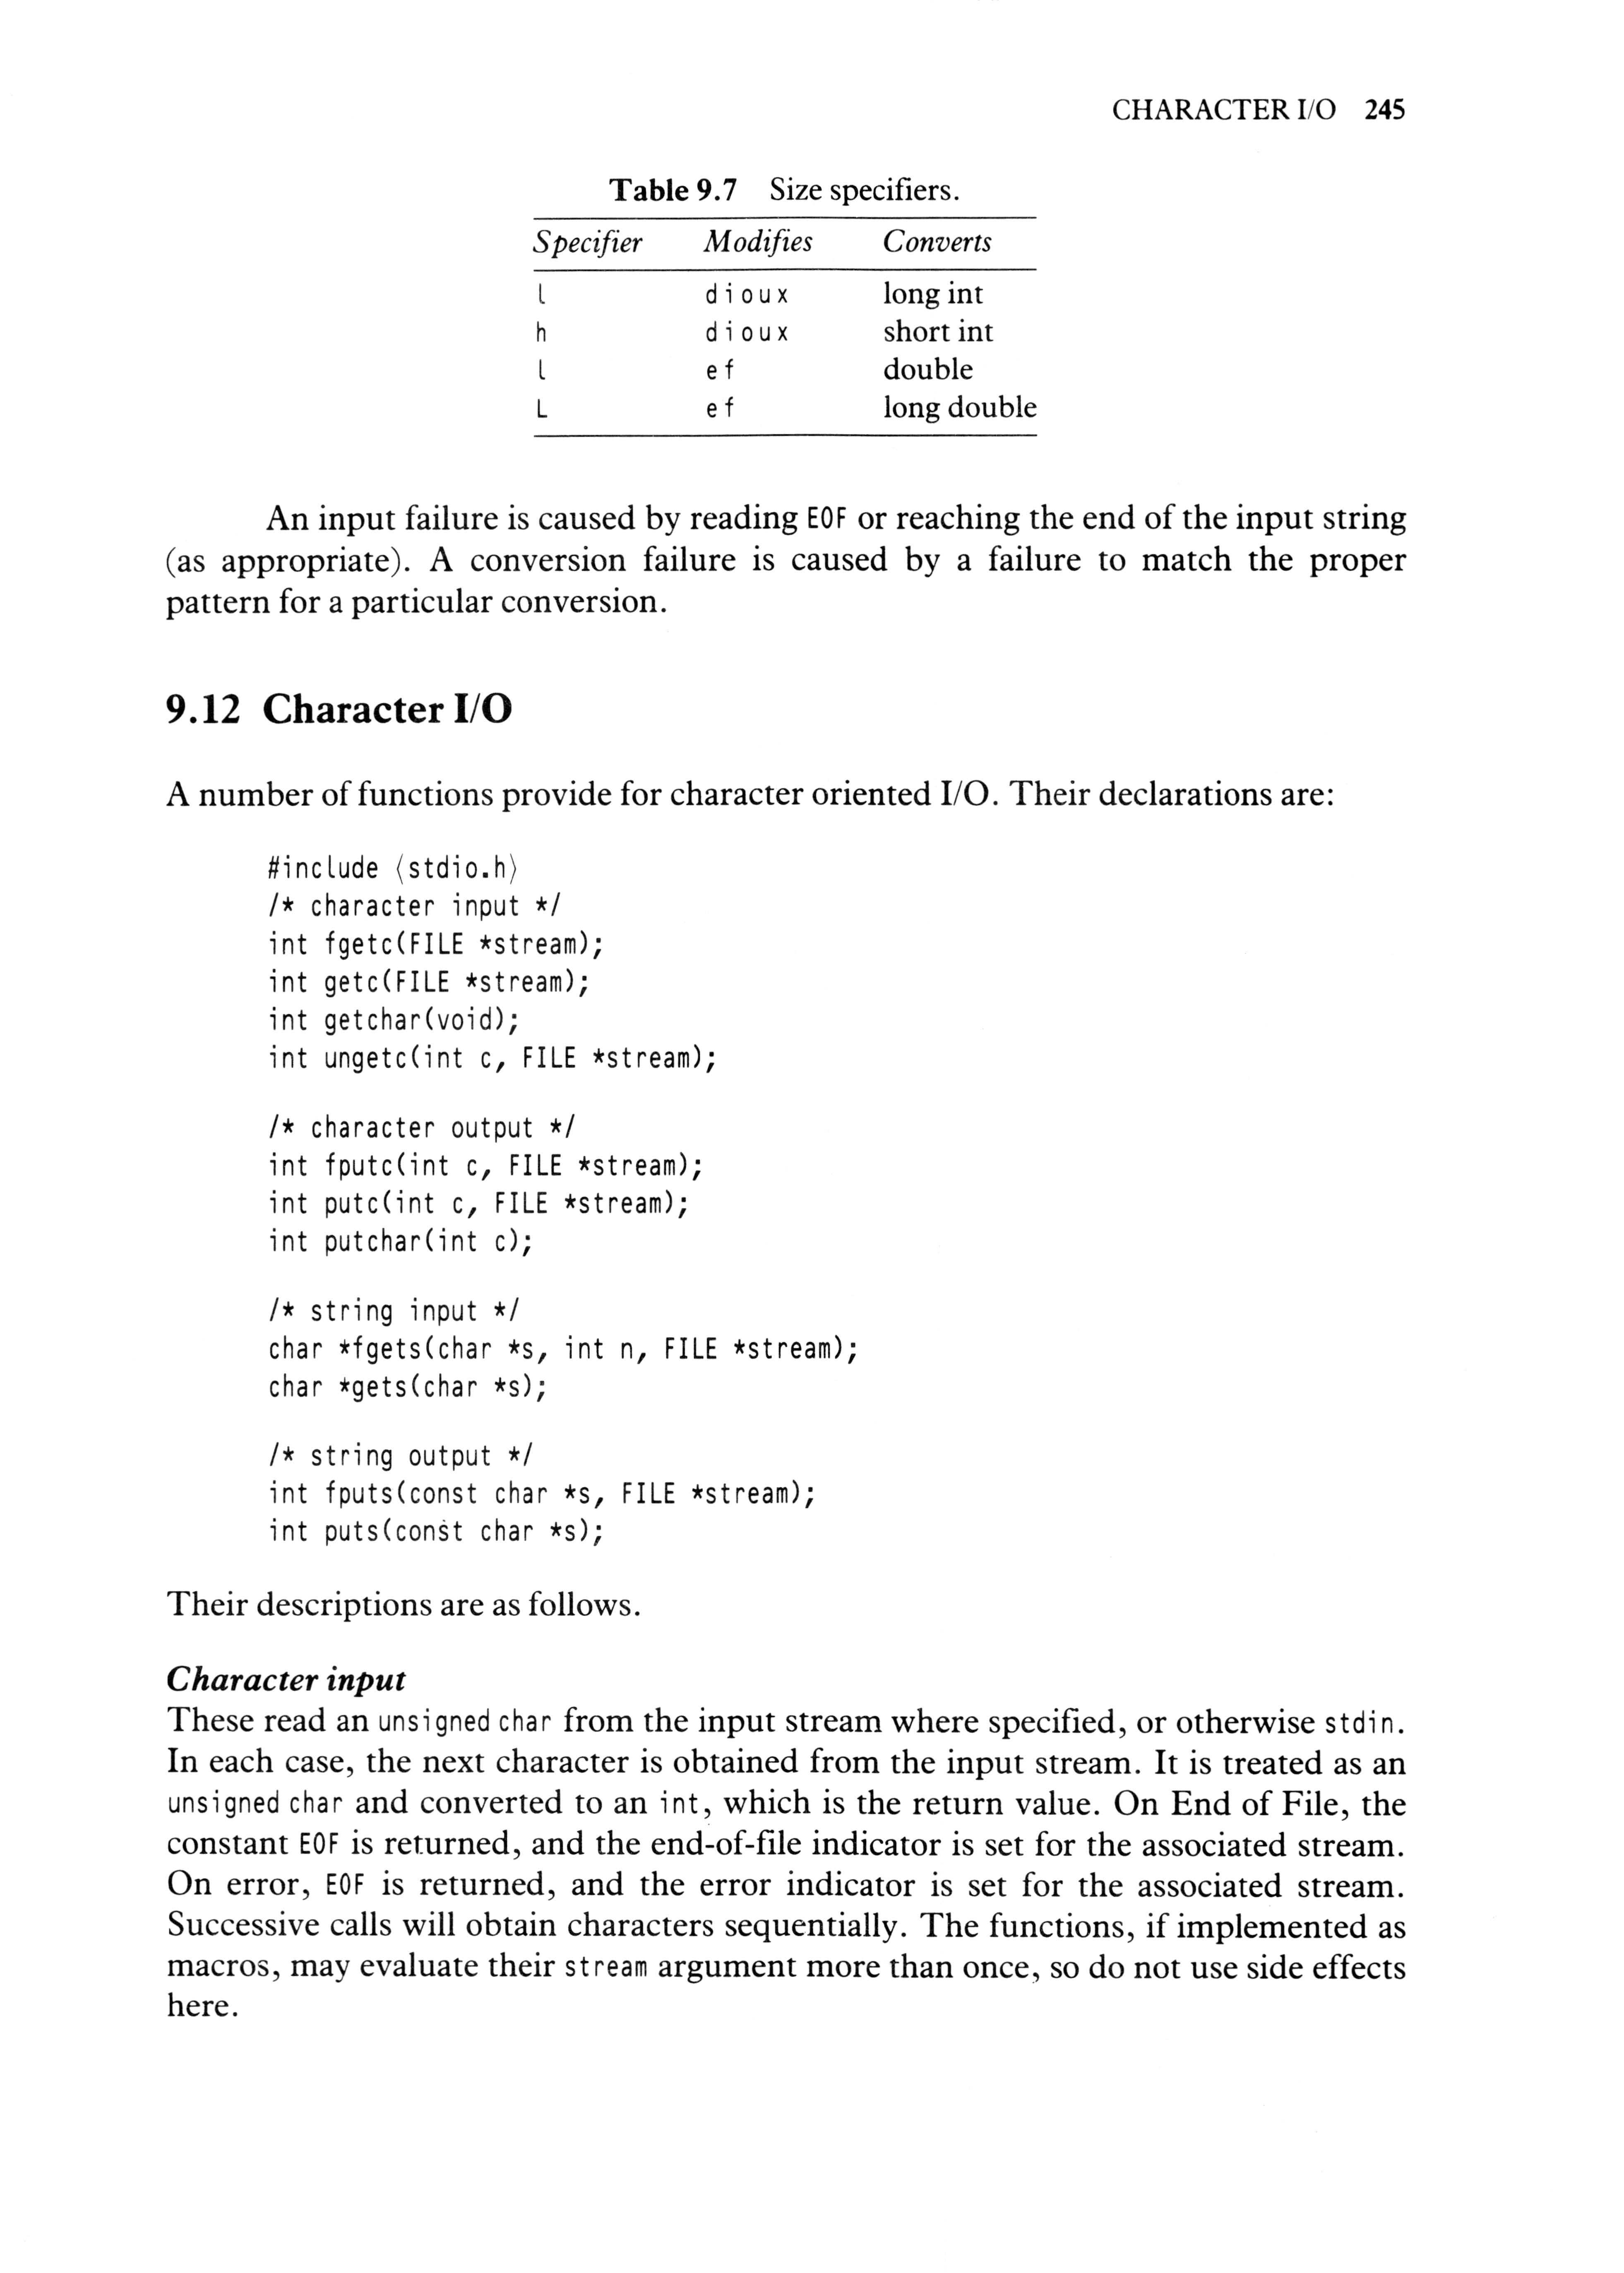 CHARACTER I/O 245
Table 9.7 Size specifiers.
Specifier Modifies Converts
l d i o u x long int
h d i o u x short int
l e f double
L e f long double
An input failure is caused by reading EOF or reaching the end of the input string
(as appropriate). A conversion failure is caused by a failure to match the proper
pattern for a particular conversion.
9.12 Character I/O
A number of functions provide for character oriented I/O. Their declarations are:
#include ⟨stdio.h⟩
/* character input */
int fgetc(FILE *stream);
int getc(FILE *stream);
int getchar(void);
int ungetc(int c, FILE *stream);
/* character output */
int fputc(int c, FILE *stream);
int putc(int c, FILE *stream);
int putchar(int c);
/* string input */
char *fgets(char *s, int n, FILE *stream);
char *gets(char *s);
/* string output */
int fputs(const char *s, FILE *stream);
int puts(const char *s);
Their descriptions are as follows.
Character input
These read an unsigned char from the input stream where specified, or otherwise stdin.
In each case, the next character is obtained from the input stream. It is treated as an
unsigned char and converted to an int, which is the return value. On End of File, the
constant EOF is returned, and the end-of-file indicator is set for the associated stream.
On error, EOF is returned, and the error indicator is set for the associated stream.
Successive calls will obtain characters sequentially. The functions, if implemented as
macros, may evaluate their stream argument more than once, so do not use side effects
here.